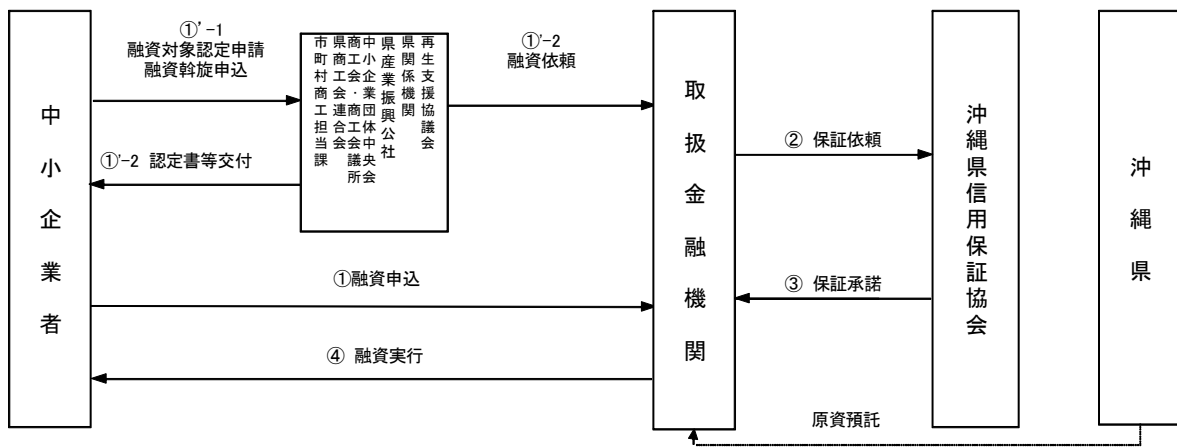 ①'-1
融資対象認定申請
融資斡旋申込
①'-2
融資依頼
再生支援協議会
県関係機関
県産業振興公社
中小企業団体中央会
商工会・商工会議所
県商工会連合会
市町村商工担当課
中小企業者
取扱金融機関
沖縄県信用保証協会
沖縄県
② 保証依頼
①'-2 認定書等交付
①融資申込
③ 保証承諾
④ 融資実行
原資預託